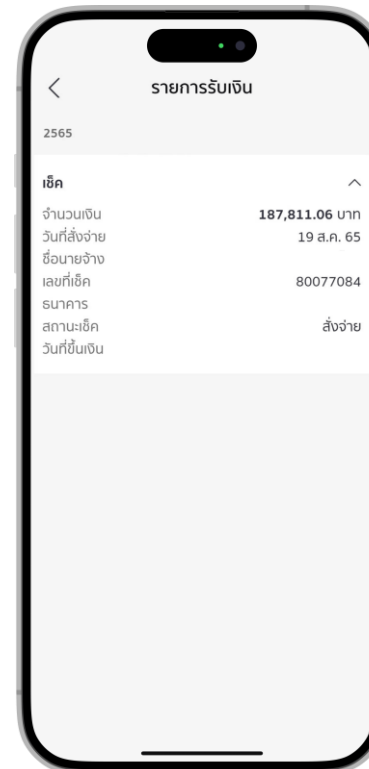 รายการรับเงิน
2565
เช็ค
จำนวนเงิน 187,811.06 บาท
วันที่สั่งจ่าย 19 ส.ค. 65
ชื่อนายจ้าง
เลขที่เช็ค 80077084
ธนาคาร
สถานะเช็ค สั่งจ่าย
วันที่ขึ้นเงิน